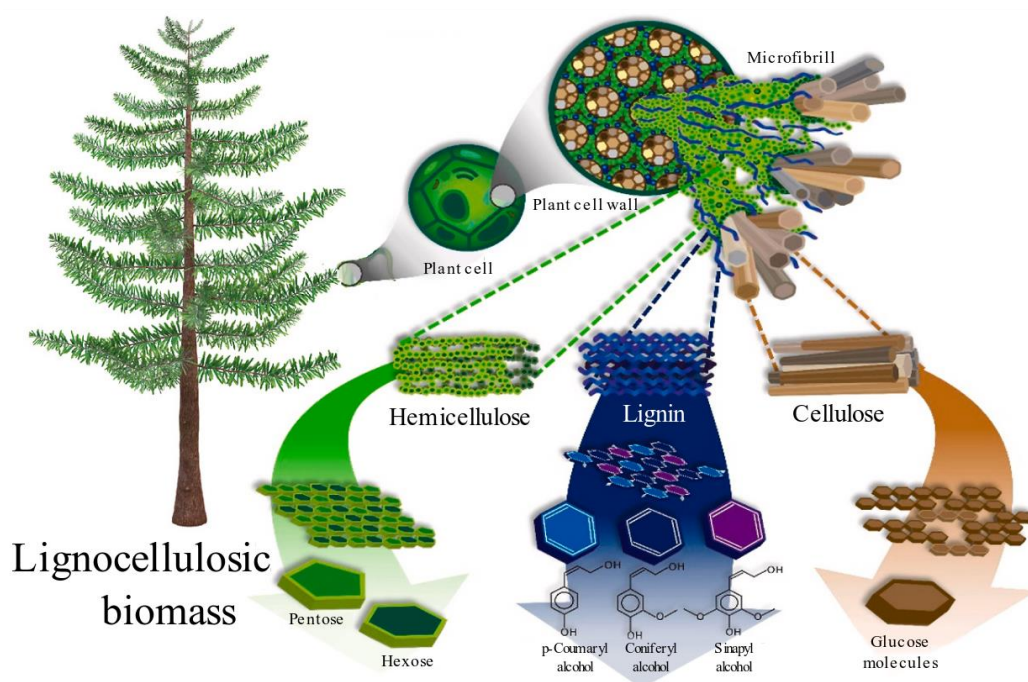 Microfibrill
Plant cell wall
Plant cell
Hemicellulose
Lignin
Cellulose
Lignocellulosic
biomass
Pentose
Hexose
OH
OH
OH
O
O
O
OH
OH
OH
p-Coumaryl
alcohol
Coniferyl
alcohol
Sinapyl
alcohol
Glucose
molecules